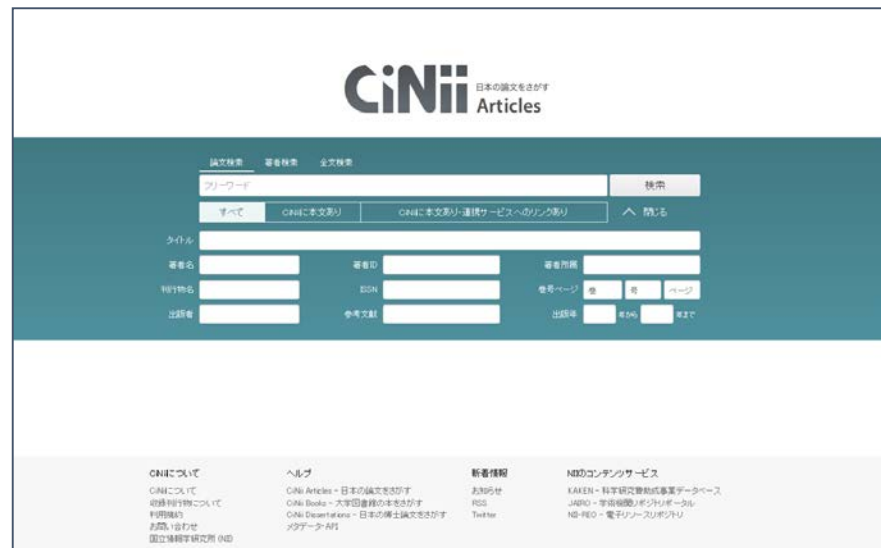 CiNii 日本の論文をさがす
Articles
論文検索 著者検索 全文検索
フリーワード 検索
すべて CiNiiに本文あり CiNiiに本文あり・連携サービスへのリンクあり へ 閉じる
タイトル
著者名 著者ID 著者所属
刊行物名 ISSN 巻号ページ 巻 号 ページ
出版者 参考文献 出版年 年から 年まで
CiNiiについて ヘルプ 新着情報 NIIのコンテンツサービス
CiNiiについて CiNii Articles - 日本の論文をさがす お知らせ KAKEN - 科学研究費助成事業データベース
収録刊行物について CiNii Books - 大学図書館の本をさがす RSS JAIRO - 学術機関リポジトリポータル
利用規約 CiNii Dissertations - 日本の博士論文をさがす Twitter NII-REO - 電子リソースリポジトリ
お問い合わせ メタデータ・API
国立情報学研究所 (NII)